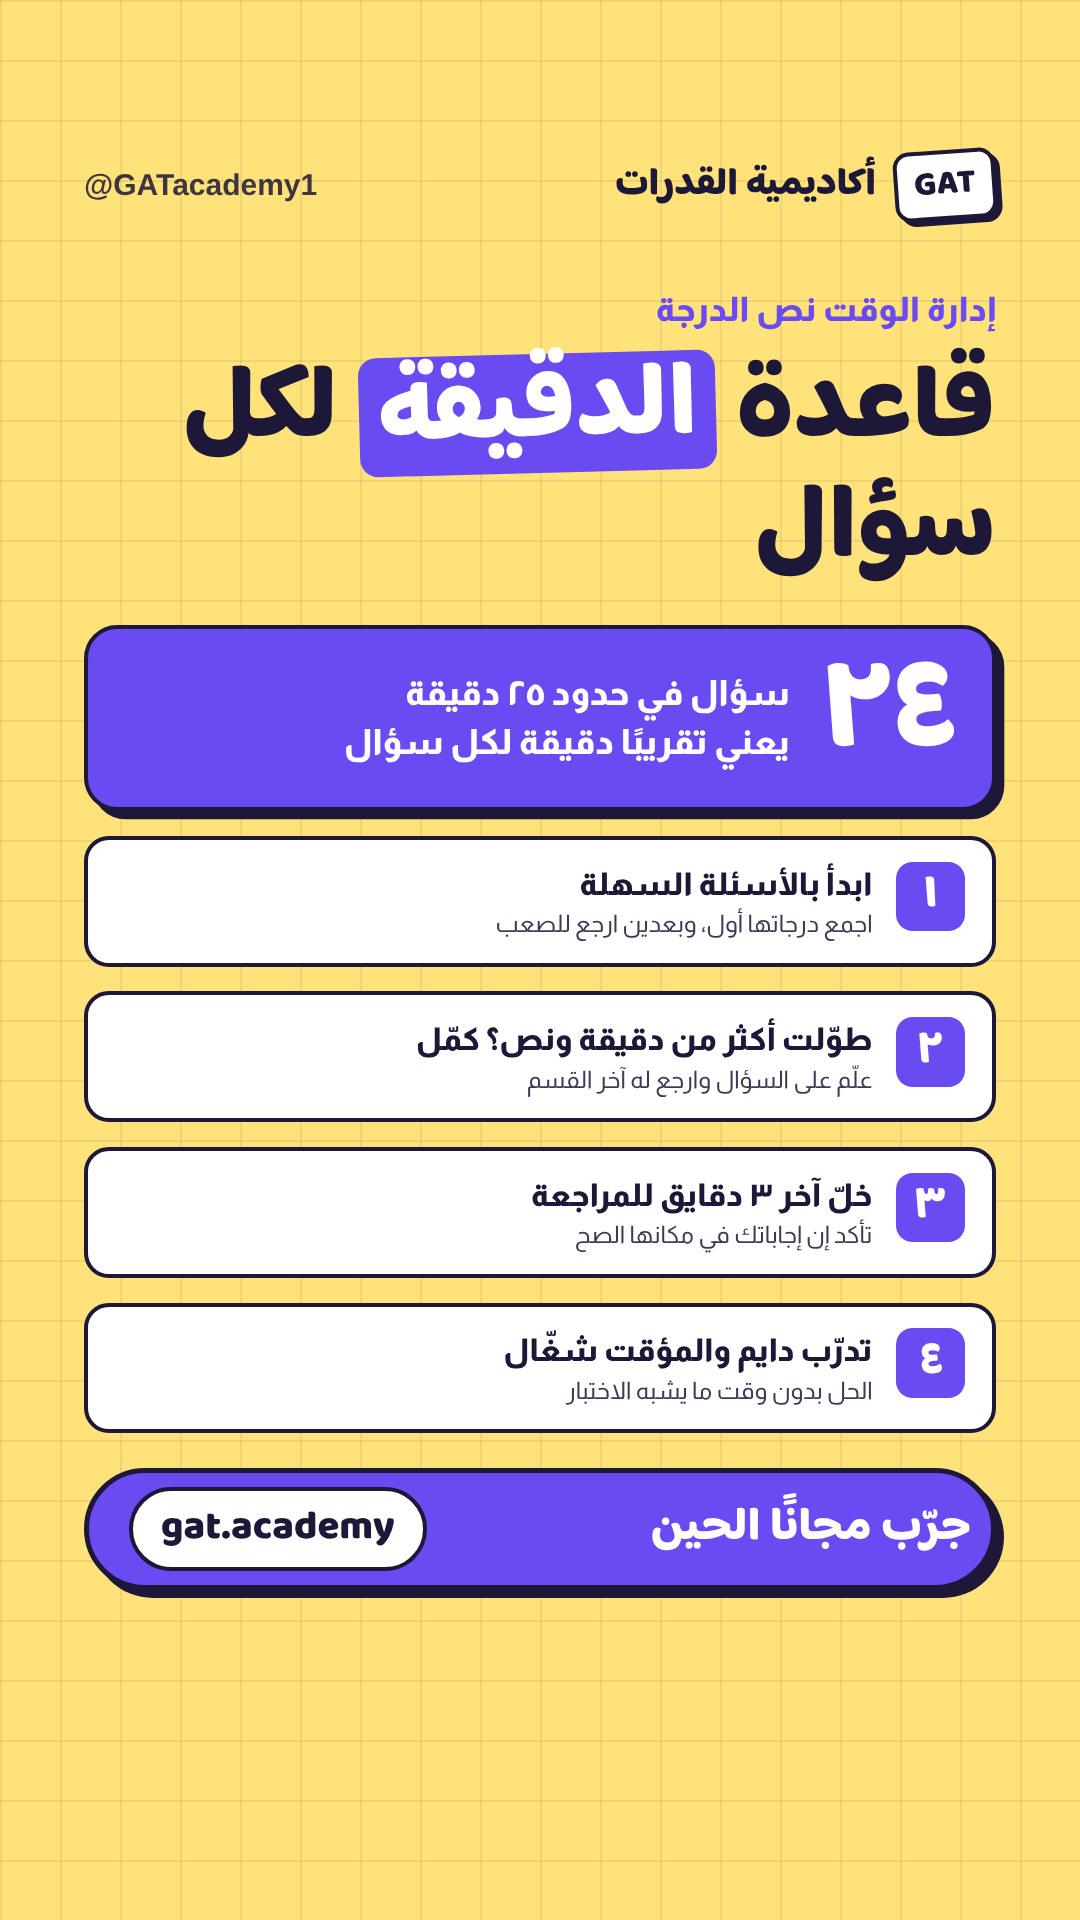 GAT
أكاديمية القدرات
@GATacademy1
إدارة الوقت نص الدرجة
قاعدة الدقيقة لكل
سؤال
٢٤
سؤال في حدود ٢٥ دقيقة
يعني تقريبًا دقيقة لكل سؤال
١
ابدأ بالأسئلة السهلة
اجمع درجاتها أول، وبعدين ارجع للصعب
٢
طوّلت أكثر من دقيقة ونص؟ كمّل
علّم على السؤال وارجع له آخر القسم
٣
خلّ آخر ٣ دقايق للمراجعة
تأكد إن إجاباتك في مكانها الصح
٤
تدرّب دايم والمؤقت شغّال
الحل بدون وقت ما يشبه الاختبار
جرّب مجانًا الحين
gat.academy